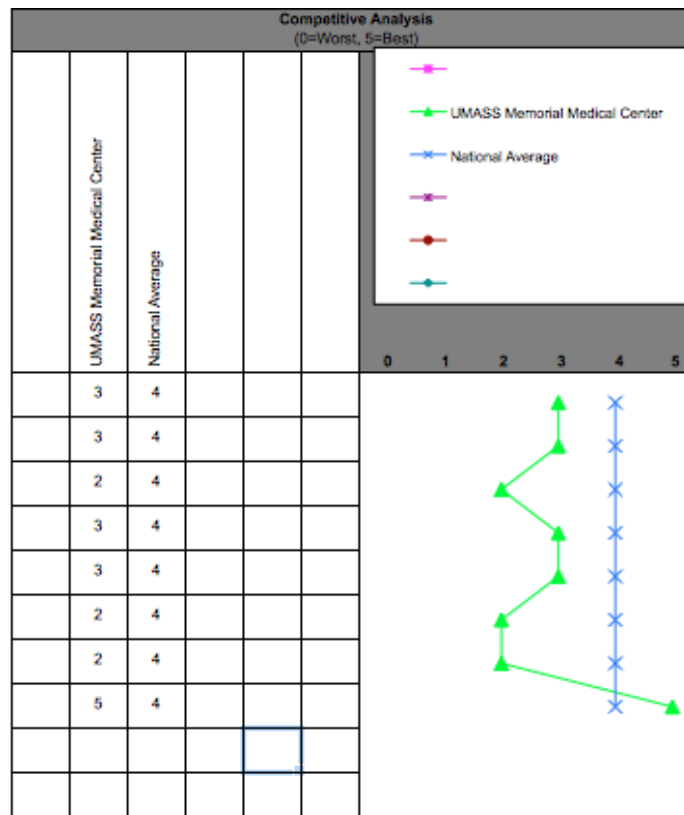 Competitive Analysis
(0=Worst, 5=Best)
UMASS Memorial Medical Center
National Average
UMASS Memorial Medical Center
National Average
0 1 2 3 4 5
3 4
3 4
2 4
3 4
3 4
2 4
2 4
5 4